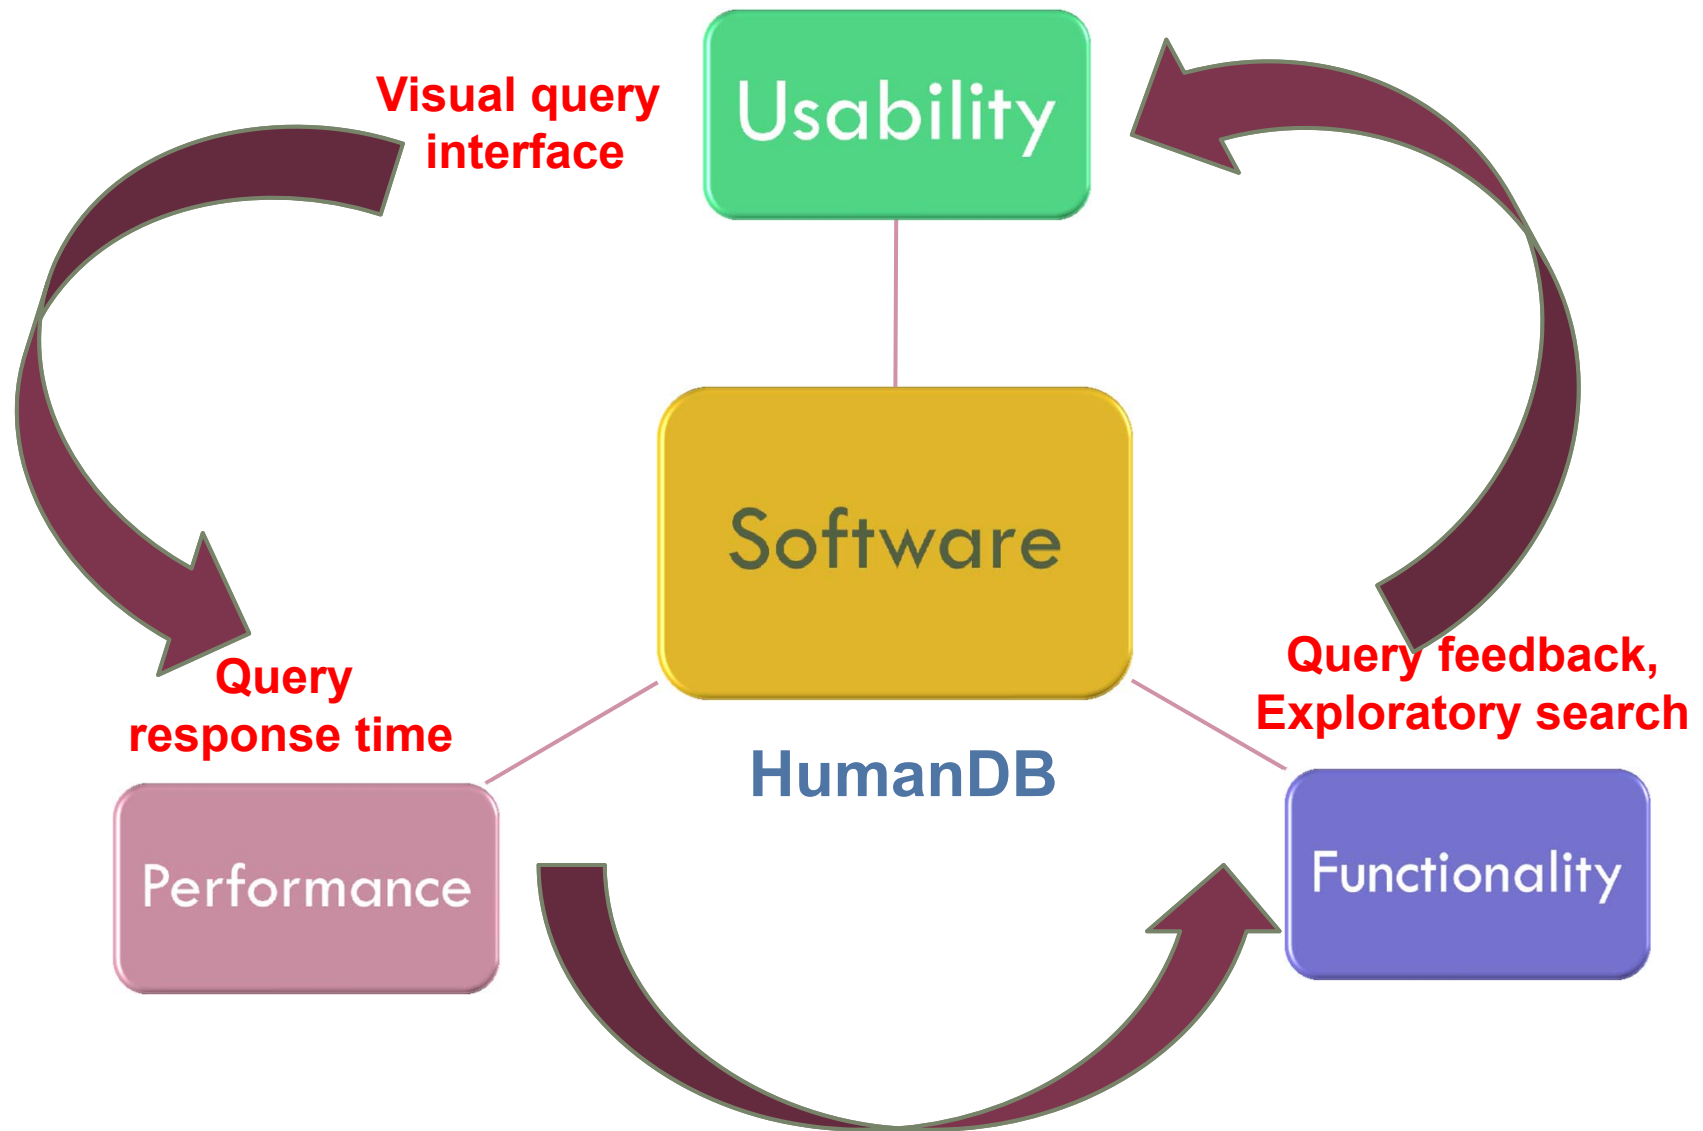 Visual query
interface
Usability
Software
Query
response time
Query feedback,
Exploratory search
HumanDB
Performance
Functionality